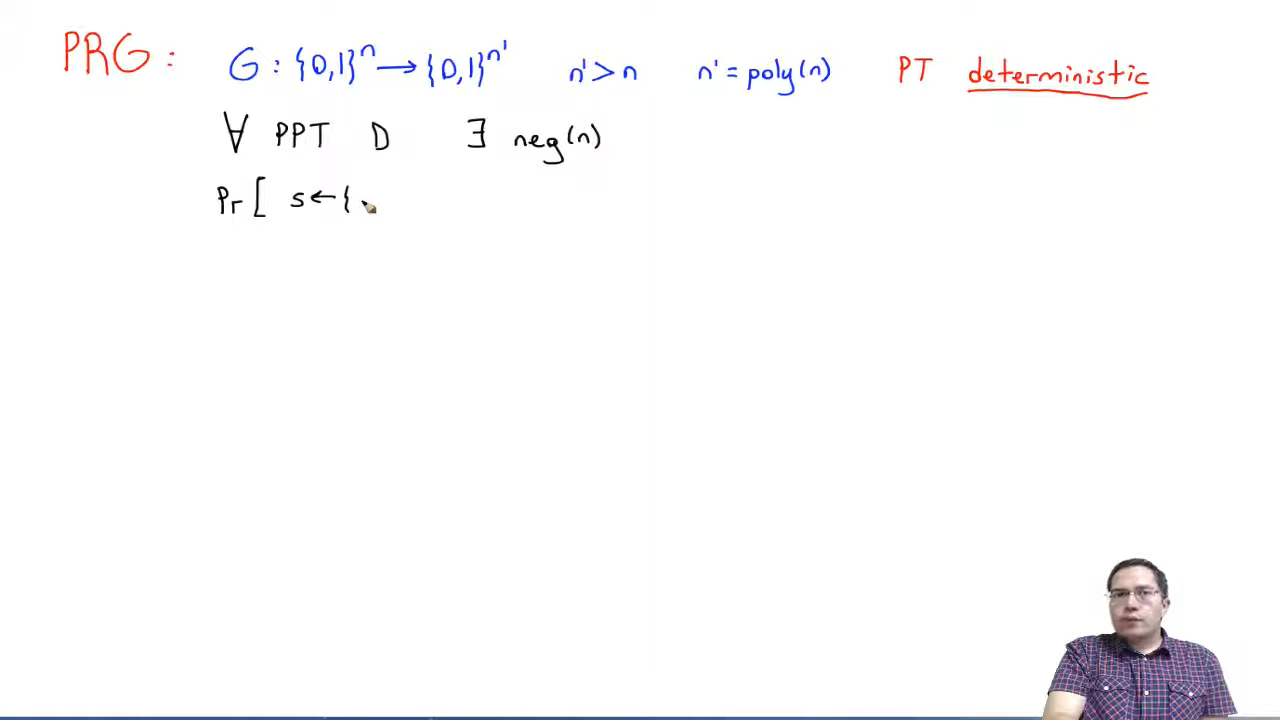 PRG: G : {0,1}ⁿ → {0,1}ⁿ' n' > n n' = poly(n) PT deterministic
∀ PPT D ∃ neg(n)
Pr[ s ← {